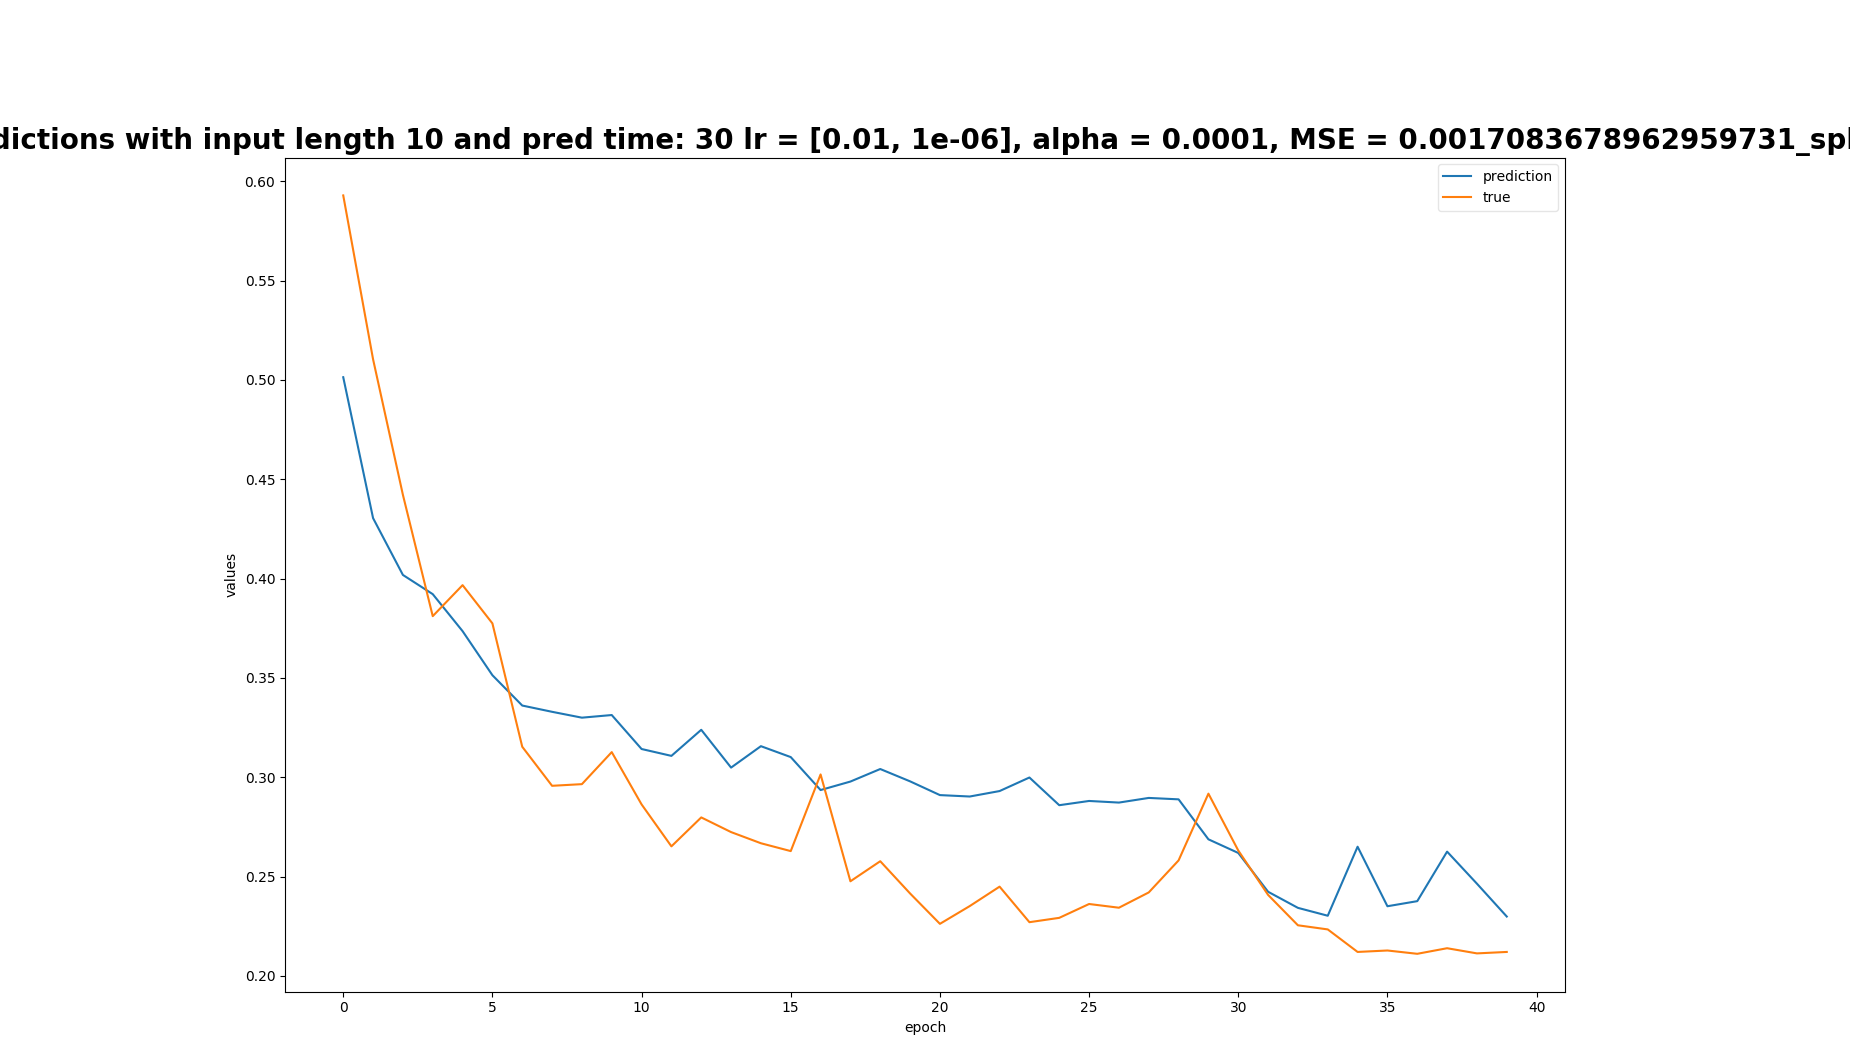 dictions with input length 10 and pred time: 30 lr = [0.01, 1e-06], alpha = 0.0001, MSE = 0.0017083678962959731_spl
prediction
true
0.60
0.55
0.50
0.45
0.40
0.35
0.30
0.25
0.20
values
0 5 10 15 20 25 30 35 40
epoch